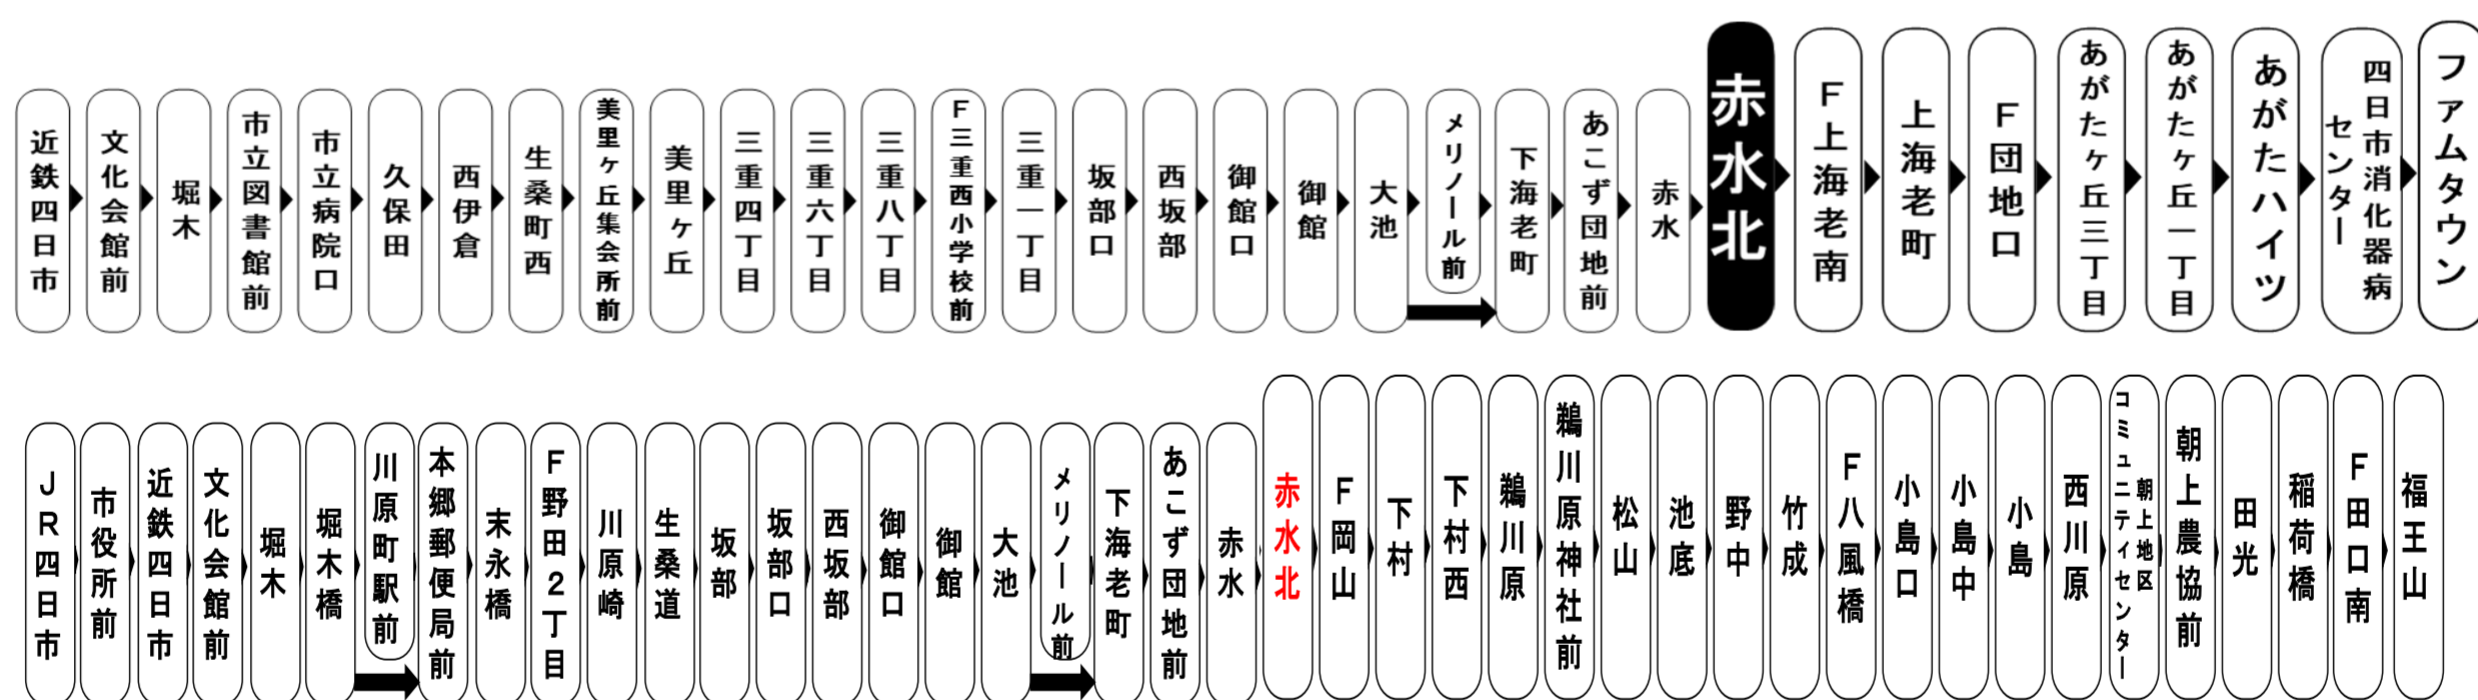 近鉄四日市
文化会館前
堀木
市立図書館前
市立病院口
久保田
西伊倉
生桑町西
美里ヶ丘集会所前
美里ヶ丘
三重四丁目
三重六丁目
三重八丁目
F三重西小学校前
三重一丁目
坂部口
西坂部
御館口
御館
大池
メリノール前
下海老町
あこず団地前
赤水
赤水北
F上海老南
上海老町
F団地口
あがたヶ丘三丁目
あがたヶ丘一丁目
あがたハイツ
四日市消化器病
センター
ファムタウン
JR四日市
市役所前
近鉄四日市
文化会館前
堀木
堀木橋
川原町駅前
本郷郵便局前
末永橋
F野田2丁目
川原崎
生桑道
坂部
坂部口
西坂部
御館口
御館
大池
メリノール前
下海老町
あこず団地前
赤水
赤水北
F岡山
下村
下村西
鵜川原
鵜川原神社前
松山
池底
野中
竹成
F八風橋
小島口
小島中
小島
西川原
朝上地区
コミュニティセンター
朝上農協前
田光
稲荷橋
F田口南
福王山